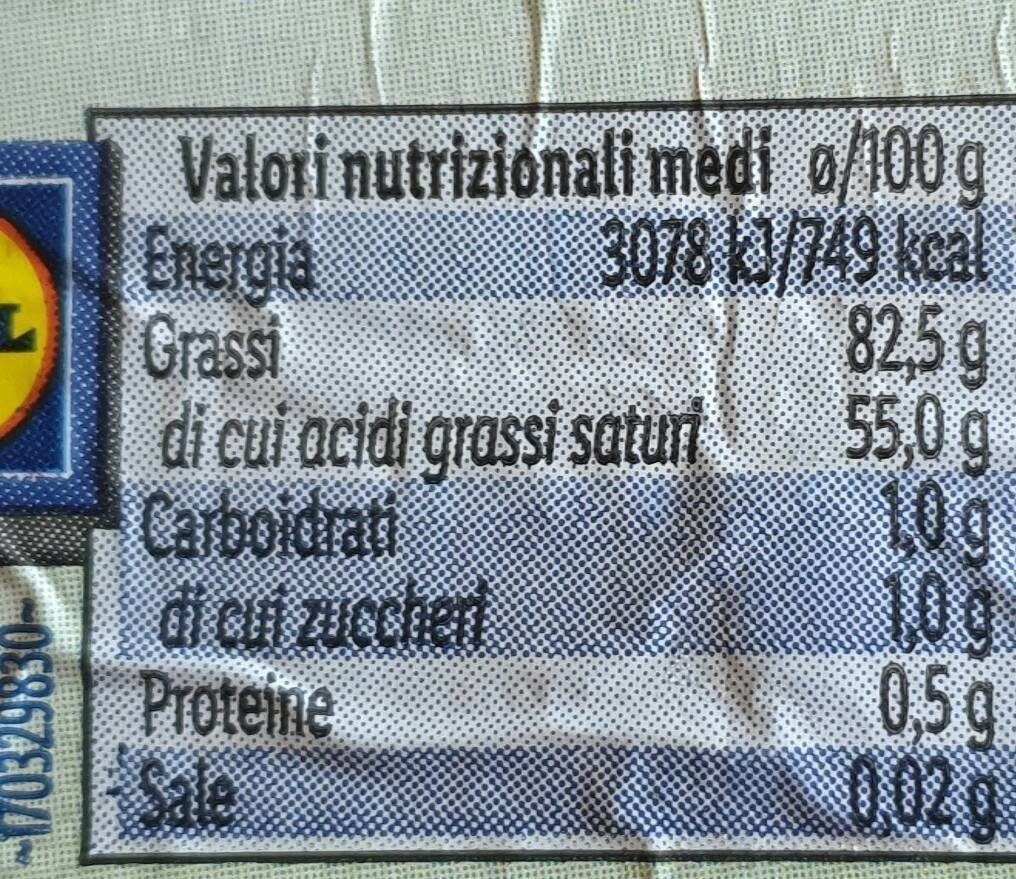 Valori nutrizionali medi ø/100 g
Energia 3078 kJ/749 kcal
Grassi 82,5 g
di cui acidi grassi saturi 55,0 g
Carboidrati 1,0 g
di cui zuccheri 1,0 g
Proteine 0,5 g
Sale 0,02 g
~170329830~